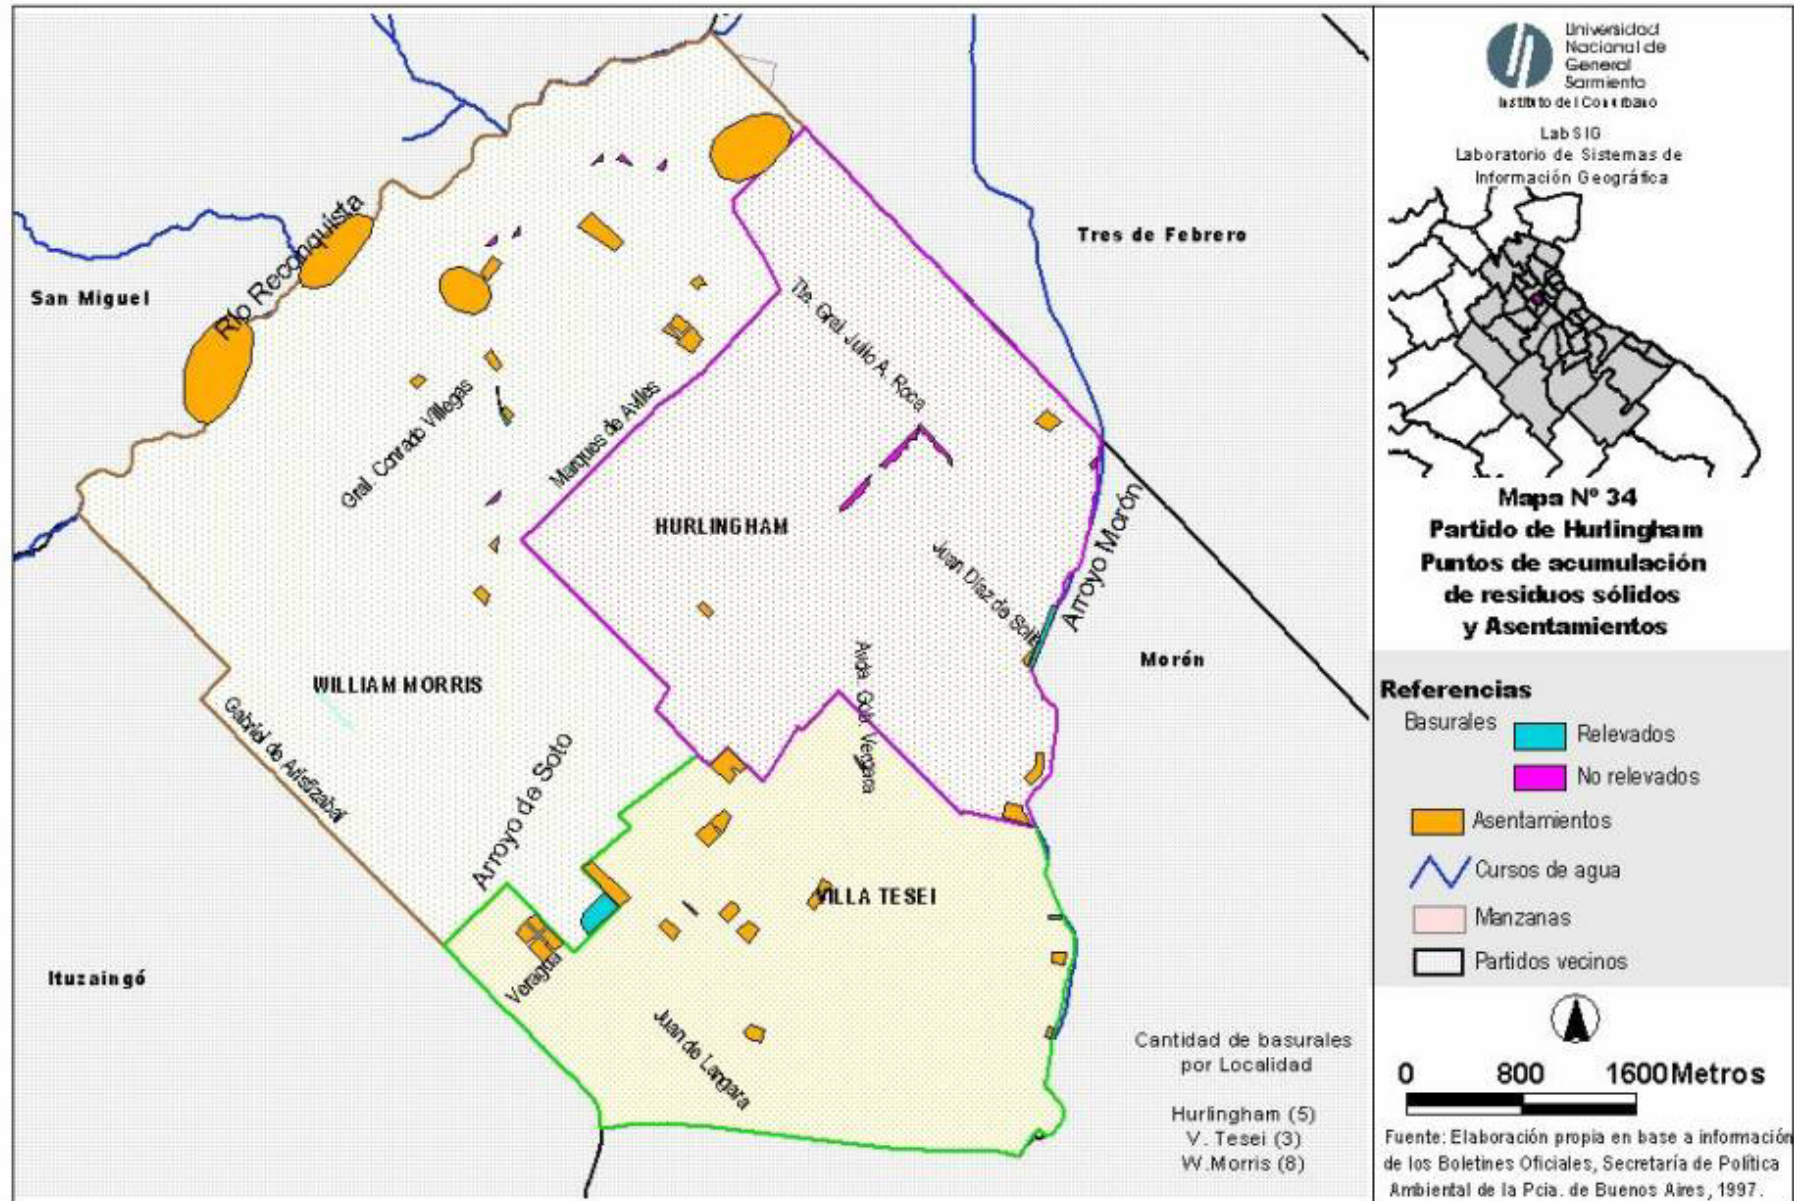 San Miguel
Río Reconquista
Tres de Febrero
Tte. Gral. Julio A. Roca
Gral. Conrado Villegas
Marques de Aviles
HURLINGHAM
Juan Díaz de Solís
Arroyo Morón
Morón
WILLIAM MORRIS
Gabriel de Aristizabal
Avda. Gob. Vergara
Arroyo de Soto
VILLA TESEI
Ituzaingó
Veragua
Juan de Langara
Cantidad de basurales
por Localidad
Hurlingham (5)
V. Tesei (3)
W.Morris (8)
Universidad
Nacional de
General
Sarmiento
Instituto del Conurbano
Lab SIG
Laboratorio de Sistemas de
Información Geográfica
Mapa Nº 34
Partido de Hurlingham
Puntos de acumulación
de residuos sólidos
y Asentamientos
Referencias
Basurales
Relevados
No relevados
Asentamientos
Cursos de agua
Manzanas
Partidos vecinos
0 800 1600 Metros
Fuente: Elaboración propia en base a información
de los Boletines Oficiales, Secretaría de Política
Ambiental de la Pcia. de Buenos Aires, 1997.